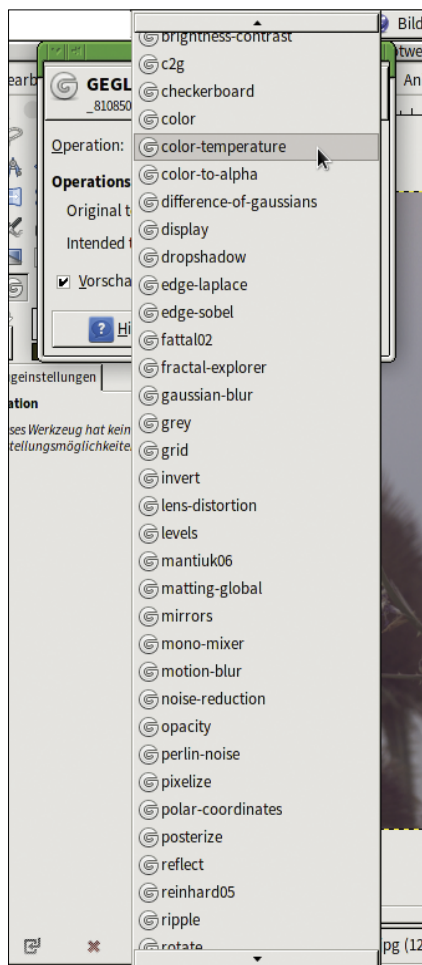 Bild
earb
GEGL
_810850
An
Operation:
Operations
Original t
Intended t
Vorscha
Hi
geinstellungen
ation
ses Werkzeug hat kein
tellungsmöglichkeite
brightness-contrast
c2g
checkerboard
color
color-temperature
color-to-alpha
difference-of-gaussians
display
dropshadow
edge-laplace
edge-sobel
fattal02
fractal-explorer
gaussian-blur
grey
grid
invert
lens-distortion
levels
mantiuk06
matting-global
mirrors
mono-mixer
motion-blur
noise-reduction
opacity
perlin-noise
pixelize
polar-coordinates
posterize
reflect
reinhard05
ripple
rotate
pg (12